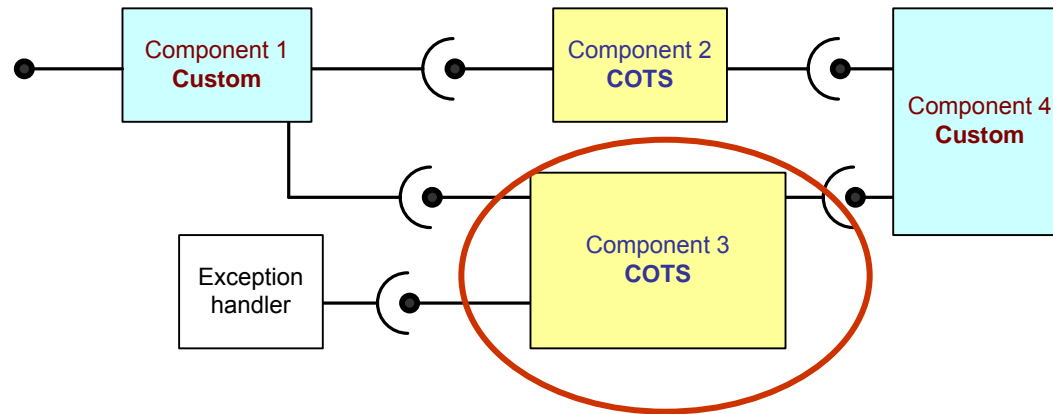 Component 1
Custom
Component 2
COTS
Component 4
Custom
Component 3
COTS
Exception
handler